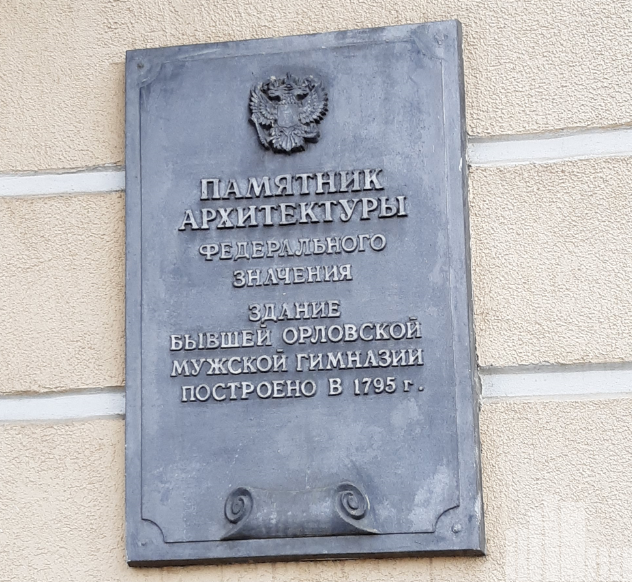 ПАМЯТНИК
АРХИТЕКТУРЫ
ФЕДЕРАЛЬНОГО
ЗНАЧЕНИЯ
ЗДАНИЕ
БЫВШЕЙ ОРЛОВСКОЙ
МУЖСКОЙ ГИМНАЗИИ
ПОСТРОЕНО В 1795 г.